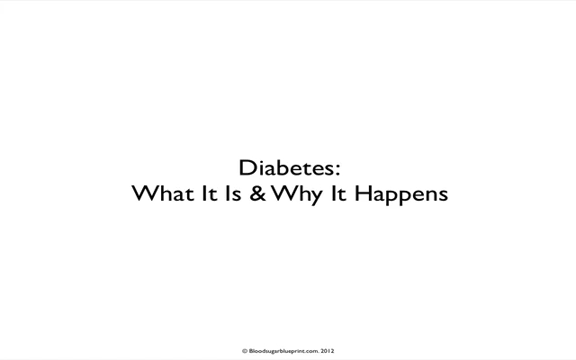 Diabetes:
What It Is & Why It Happens
© Bloodsugarblueprint.com. 2012